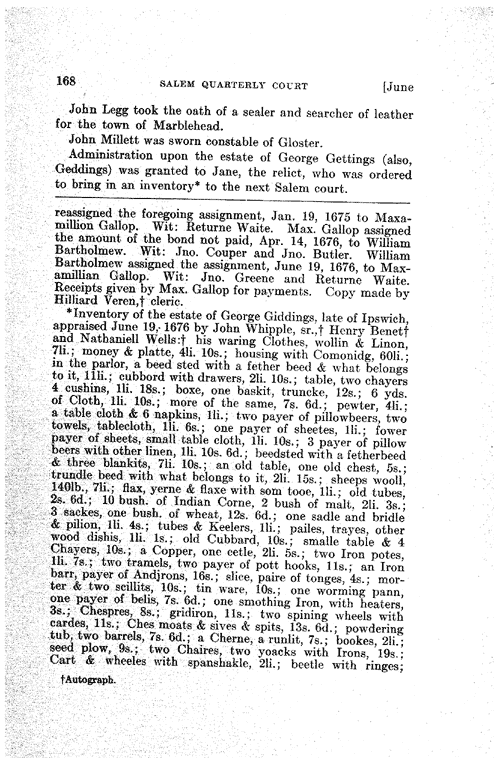 168 SALEM QUARTERLY COURT [June
John Legg took the oath of a sealer and searcher of leather
for the town of Marblehead.
John Millett was sworn constable of Gloster.
Administration upon the estate of George Gettings (also,
Geddings) was granted to Jane, the relict, who was ordered
to bring in an inventory* to the next Salem court.
reassigned the foregoing assignment, Jan. 19, 1675 to Maxa-
million Gallop. Wit: Returne Waite. Max. Gallop assigned
the amount of the bond not paid, Apr. 14, 1676, to William
Bartholmew. Wit: Jno. Couper and Jno. Butler. William
Bartholmew assigned the assignment, June 19, 1676, to Max-
amillian Gallop. Wit: Jno. Greene and Returne Waite.
Receipts given by Max. Gallop for payments. Copy made by
Hilliard Veren,† cleric.
*Inventory of the estate of George Giddings, late of Ipswich,
appraised June 19, 1676 by John Whipple, sr.,† Henry Benet†
and Nathaniell Wells:† his waring Clothes, wollin & Linon,
7li.; money & platte, 4li. 10s.; housing with Comonidg, 60li.;
in the parlor, a beed sted with a fether beed & what belongs
to it, 11li.; cubbord with drawers, 2li. 10s.; table, two chayers
4 cushins, 1li. 18s.; boxe, one baskit, truncke, 12s.; 6 yds.
of Cloth, 1li. 10s.; more of the same, 7s. 6d.; pewter, 4li.;
a table cloth & 6 napkins, 1li.; two payer of pillowbeers, two
towels, tablecloth, 1li. 6s.; one payer of sheetes, 1li.; fower
payer of sheets, small table cloth, 1li. 10s.; 3 payer of pillow
beers with other linen, 1li. 10s. 6d.; beedsted with a fetherbeed
& three blankits, 7li. 10s.; an old table, one old chest, 5s.;
trundle beed with what belongs to it, 2li. 15s.; sheeps wooll,
140lb., 7li.; flax, yerne & flaxe with som tooe, 1li.; old tubes,
2s. 6d.; 10 bush. of Indian Corne, 2 bush of malt, 2li. 3s.;
3 sackes, one bush. of wheat, 12s. 6d.; one sadle and bridle
& pilion, 1li. 4s.; tubes & Keelers, 1li.; pailes, trayes, other
wood dishis, 1li. 1s.; old Cubbard, 10s.; smalle table & 4
Chayers, 10s.; a Copper, one cetle, 2li. 5s.; two Iron potes,
1li. 7s.; two tramels, two payer of pott hooks, 11s.; an Iron
barr, payer of Andjrons, 16s.; slice, paire of tonges, 4s.; mor-
ter & two scillits, 10s.; tin ware, 10s.; one worming pann,
one payer of belis, 7s. 6d.; one smothing Iron, with heaters,
3s.; Chespres, 8s.; gridiron, 11s.; two spining wheels with
cardes, 11s.; Ches moats & sives & spits, 13s. 6d.; powdering
tub, two barrels, 7s. 6d.; a Cherne, a runlit, 7s.; bookes, 2li.;
seed plow, 9s.; two Chaires, two yoacks with Irons, 19s.;
Cart & wheeles with spanshakle, 2li.; beetle with ringes;
†Autograph.